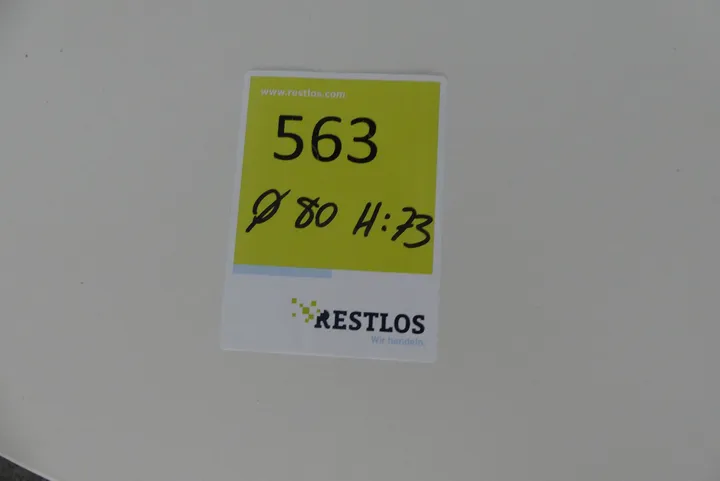 www.restlos.com
563
Ø 80 H:73
RESTLOS
Wir handeln.